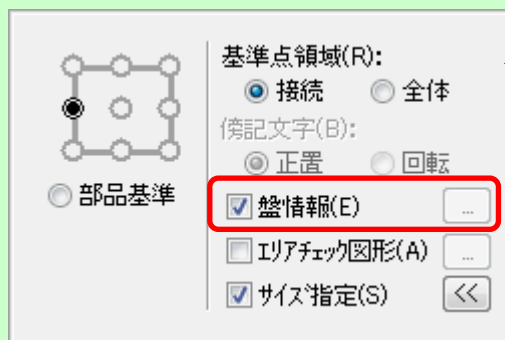 部品基準
基準点領域(R):
接続 全体
傍記文字(B):
正置 回転
盤情報(E) ...
ｴﾘｱﾁｪｯｸ図形(A) ...
ｻｲｽﾞ指定(S) <<